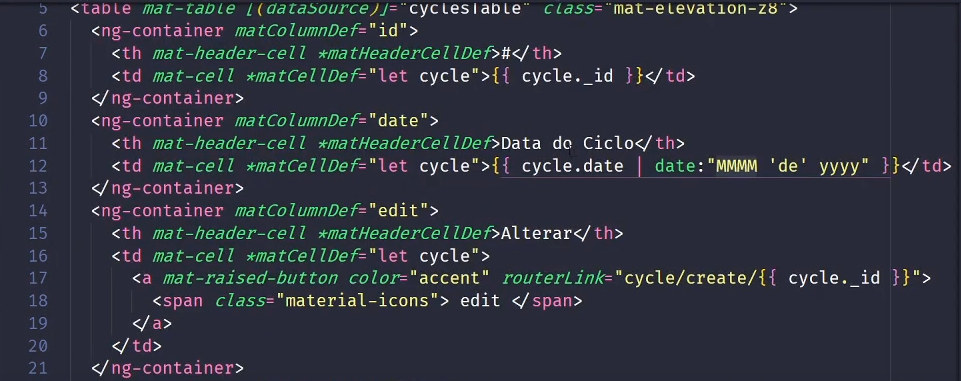 5 <table mat-table [(dataSource)]="cyclesTable" class="mat-elevation-z8">
6 <ng-container matColumnDef="id">
7 <th mat-header-cell *matHeaderCellDef>#</th>
8 <td mat-cell *matCellDef="let cycle">{{ cycle._id }}</td>
9 </ng-container>
10 <ng-container matColumnDef="date">
11 <th mat-header-cell *matHeaderCellDef>Data do Ciclo</th>
12 <td mat-cell *matCellDef="let cycle">{{ cycle.date | date:"MMMM 'de' yyyy" }}</td>
13 </ng-container>
14 <ng-container matColumnDef="edit">
15 <th mat-header-cell *matHeaderCellDef>Alterar</th>
16 <td mat-cell *matCellDef="let cycle">
17 <a mat-raised-button color="accent" routerLink="cycle/create/{{ cycle._id }}">
18 <span class="material-icons"> edit </span>
19 </a>
20 </td>
21 </ng-container>